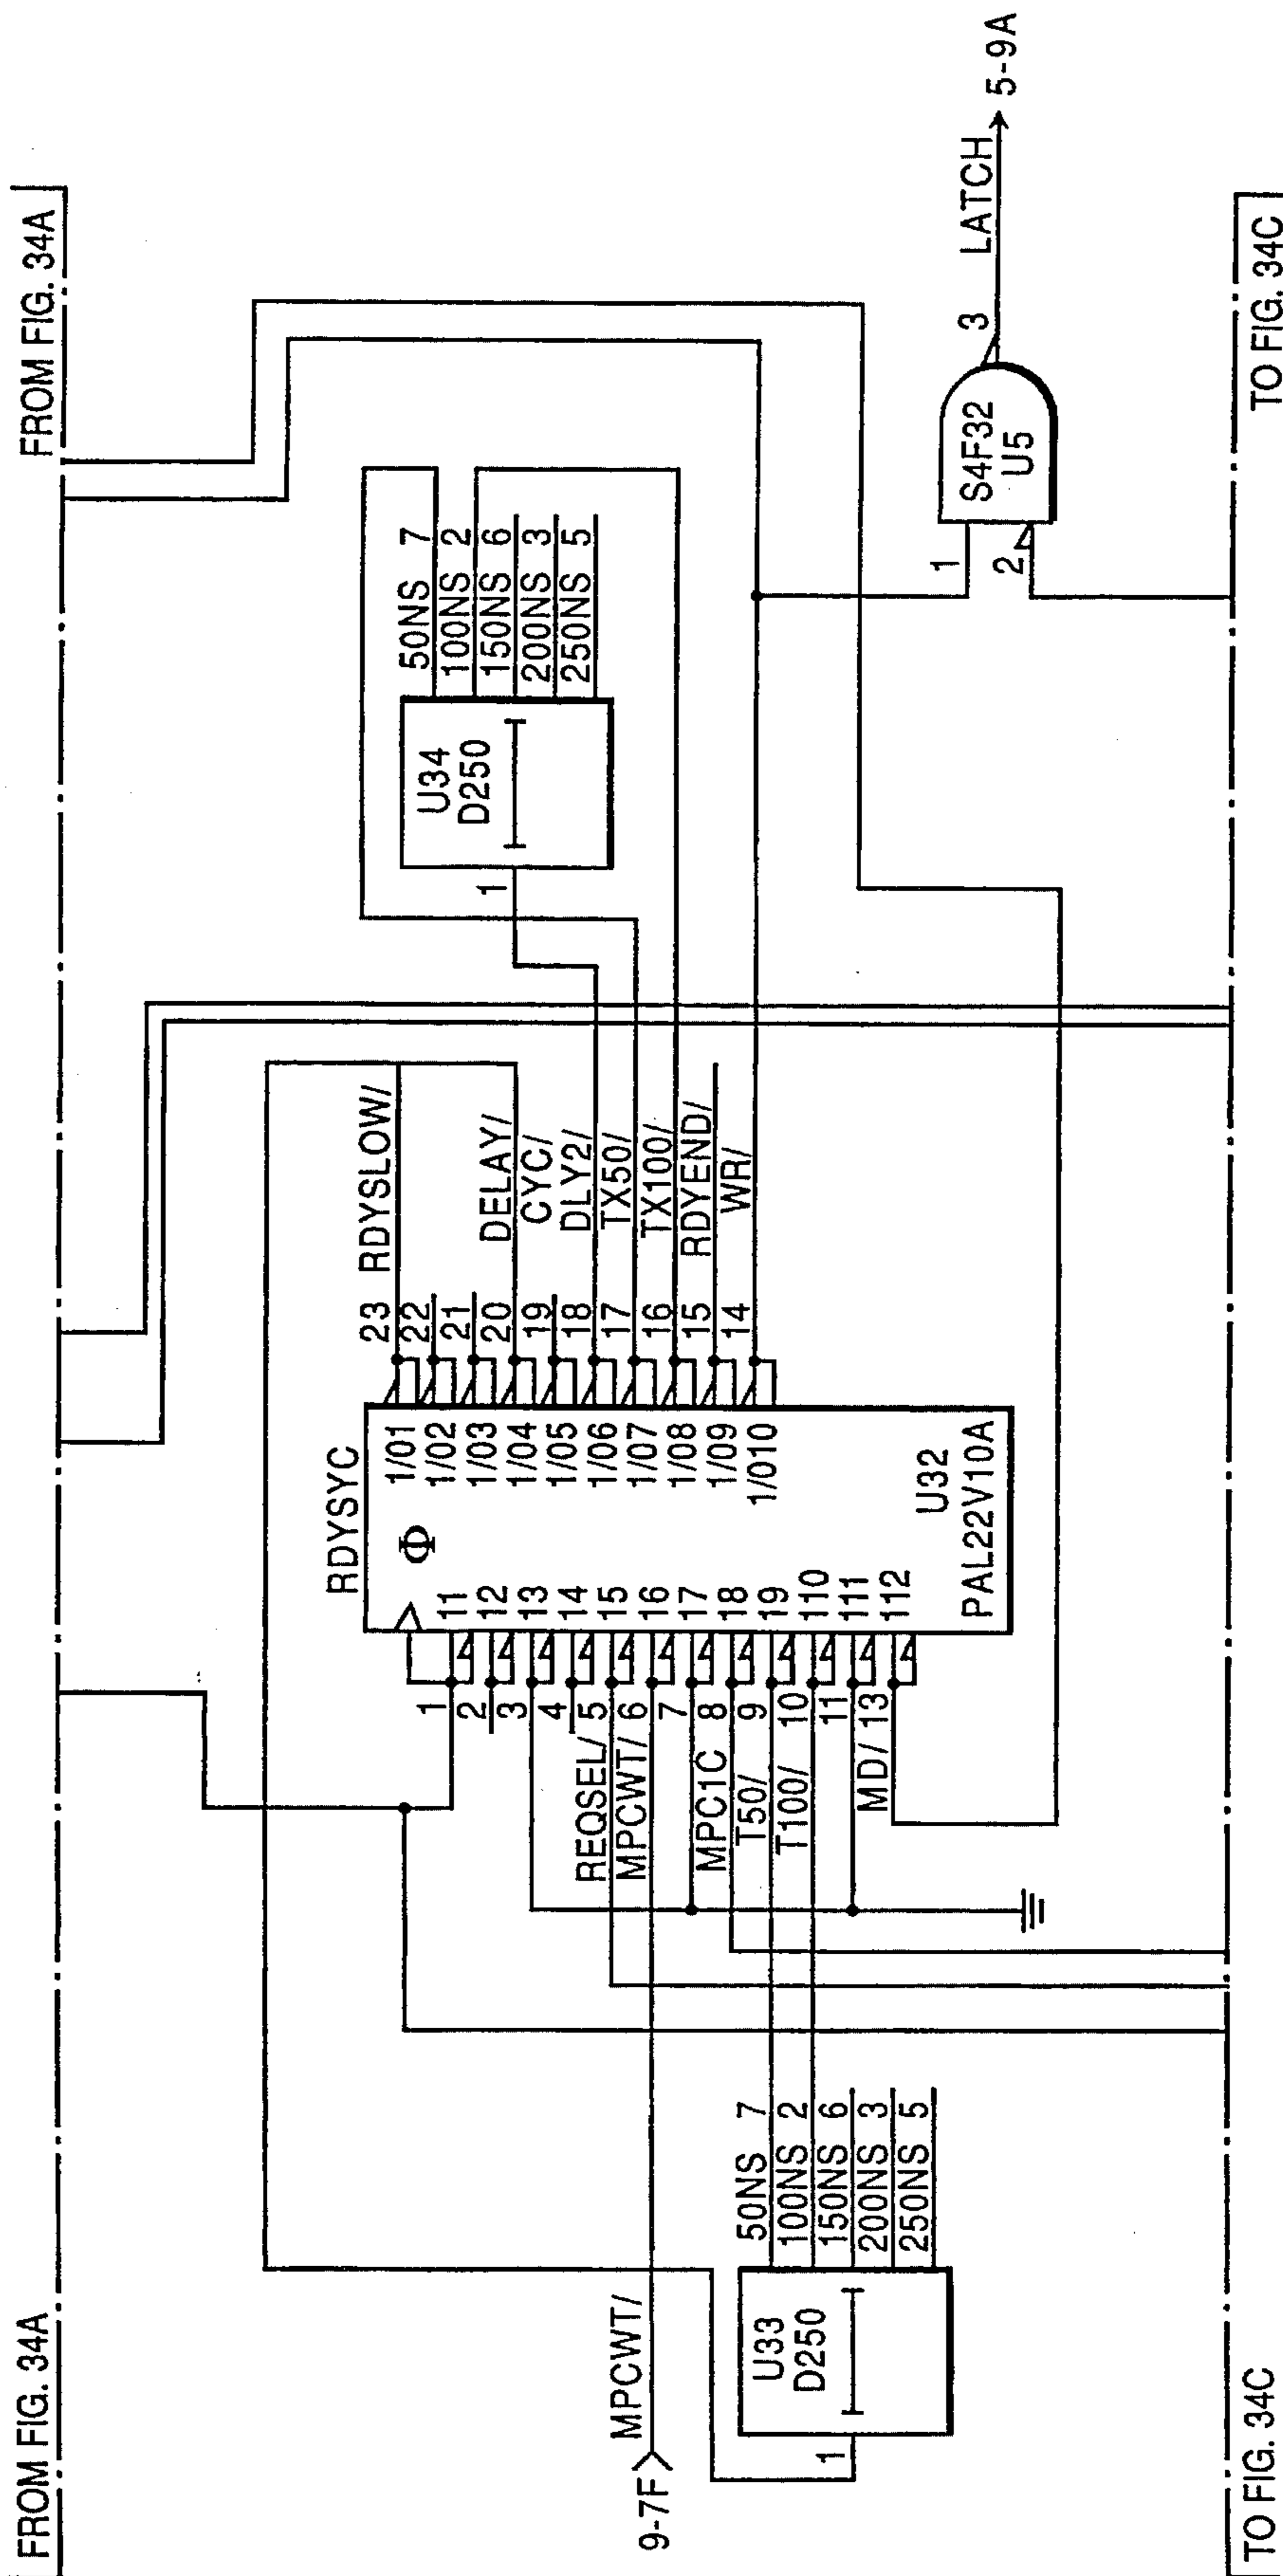 FROM FIG. 34A
FROM FIG. 34A
RDYSYC
Φ
1/01
1/02
1/03
1/04
1/05
1/06
1/07
1/08
1/09
1/010
23 RDYSLOW/
22
21
20 DELAY/
19 CYC/
18 DLY2/
17 TX50/
16 TX100/
15 RDYEND/
14 WR/
1 11
2 12
3 13
4 14
REQSEL/ 5 15
MPCWT/ 6 16
7 17
MPC1C 8 18
T50/ 9 19
T100/ 10 110
11 111
MD/ 13 112
U32
PAL22V10A
9-7F
MPCWT/
1
U33
D250
50NS 7
100NS 2
150NS 6
200NS 3
250NS 5
1
U34
D250
50NS 7
100NS 2
150NS 6
200NS 3
250NS 5
1
2
S4F32
U5
3
LATCH
5-9A
TO FIG. 34C
TO FIG. 34C